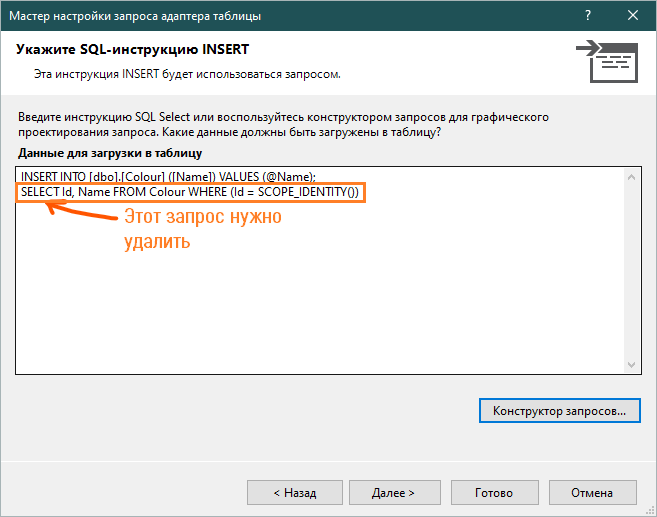 Мастер настройки запроса адаптера таблицы
?
Укажите SQL-инструкцию INSERT
Эта инструкция INSERT будет использоваться запросом.
Введите инструкцию SQL Select или воспользуйтесь конструктором запросов для графического
проектирования запроса. Какие данные должны быть загружены в таблицу?
Данные для загрузки в таблицу
INSERT INTO [dbo].[Colour] ([Name]) VALUES (@Name);
SELECT Id, Name FROM Colour WHERE (Id = SCOPE_IDENTITY())
Этот запрос нужно
удалить
Конструктор запросов...
< Назад
Далее >
Готово
Отмена